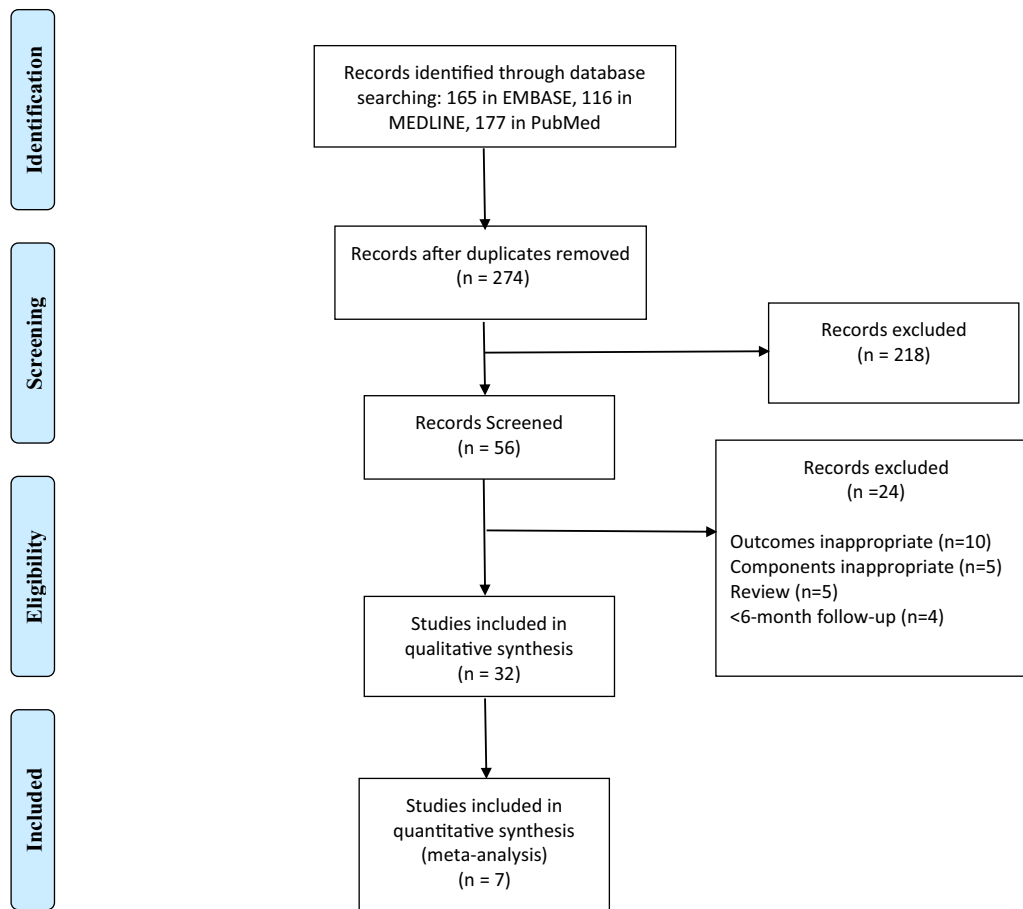 Identification
Records identified through database
searching: 165 in EMBASE, 116 in
MEDLINE, 177 in PubMed
Records after duplicates removed
(n = 274)
Screening
Records excluded
(n = 218)
Records Screened
(n = 56)
Records excluded
(n =24)
Outcomes inappropriate (n=10)
Components inappropriate (n=5)
Review (n=5)
<6-month follow-up (n=4)
Eligibility
Studies included in
qualitative synthesis
(n = 32)
Included
Studies included in
quantitative synthesis
(meta-analysis)
(n = 7)